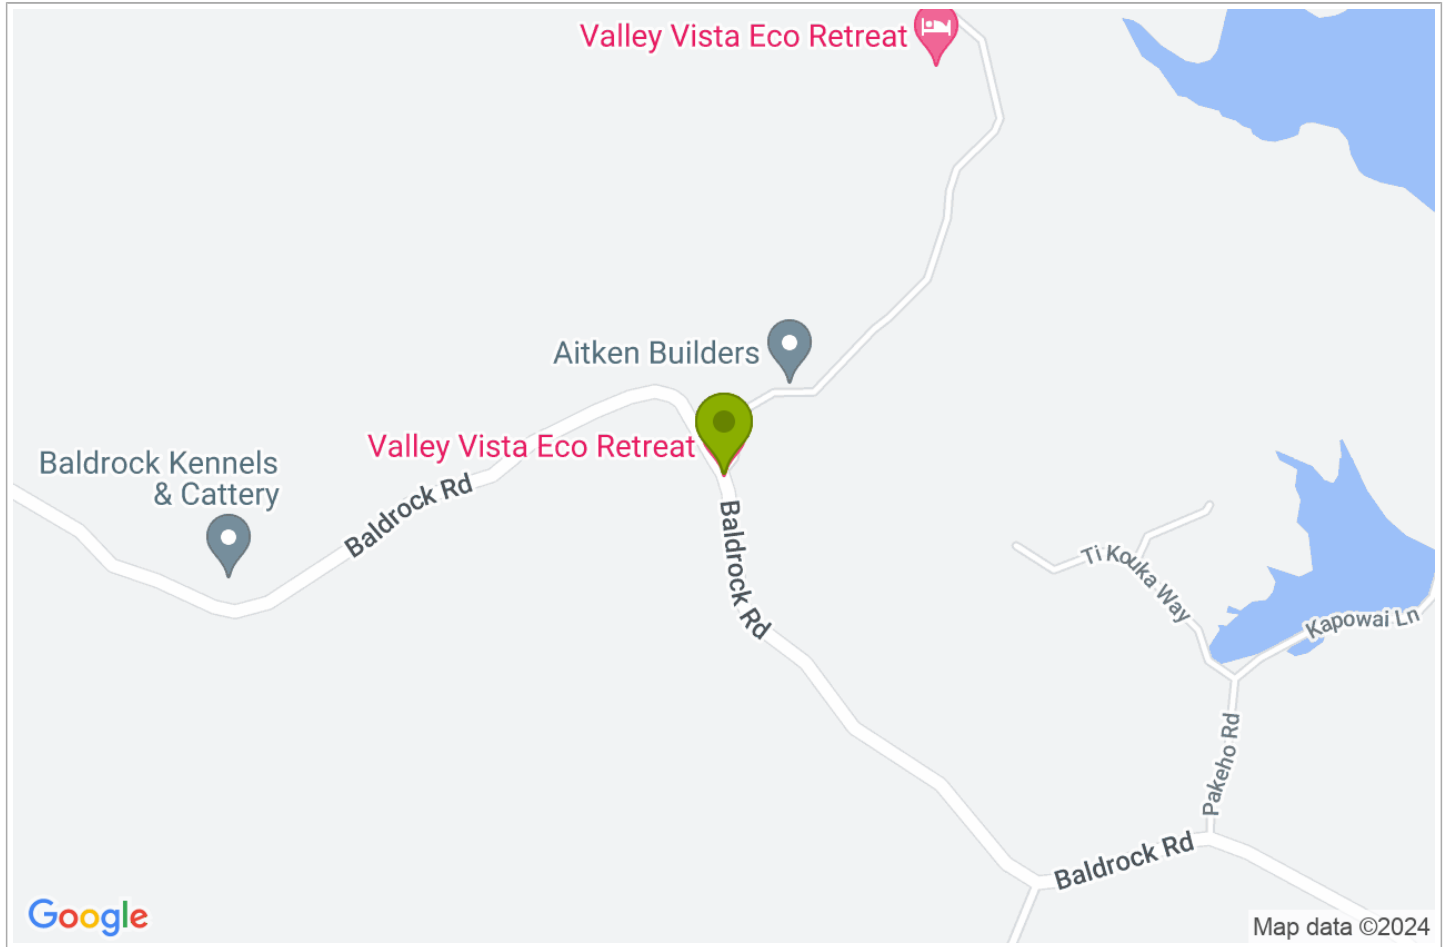 Valley Vista Eco Retreat
Aitken Builders
Valley Vista Eco Retreat
Baldrock Kennels
& Cattery
Baldrock Rd
Baldrock Rd
Ti Kouka Way
Kapowai Ln
Pakeho Rd
Baldrock Rd
Google
Map data ©2024